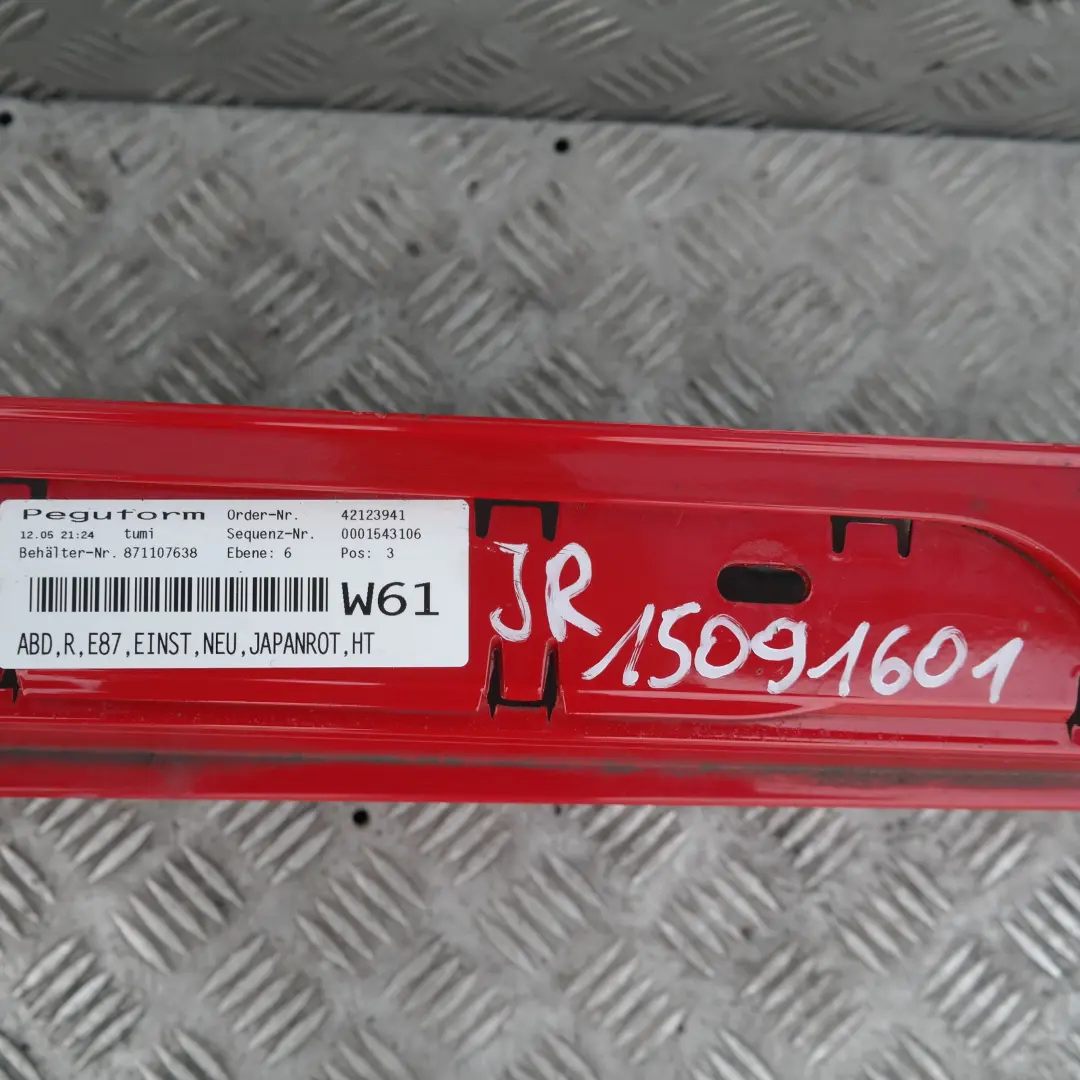 Peguform Order-Nr. 42123941
12.05 21:24 tumi Sequenz-Nr. 0001543106
Behälter-Nr. 871107638 Ebene: 6 Pos: 3
W61
ABD,R,E87,EINST,NEU,JAPANROT,HT
JR
15091601